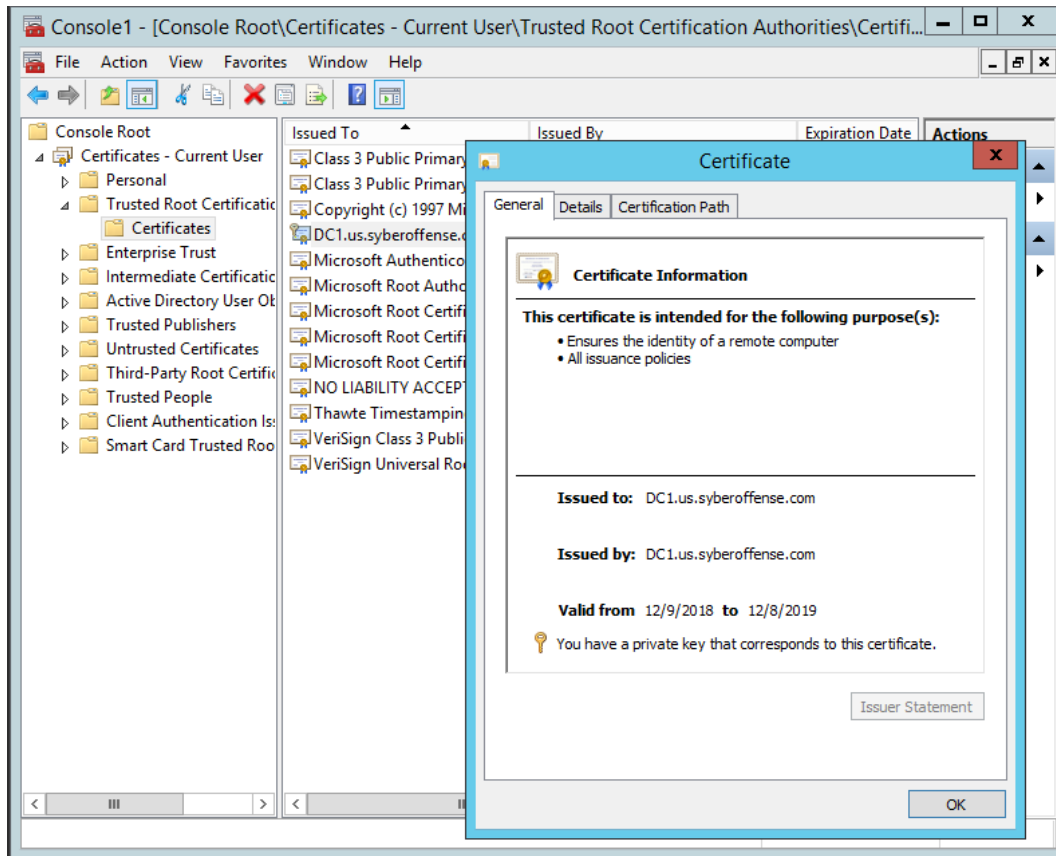 Console1 - [Console Root\Certificates - Current User\Trusted Root Certification Authorities\Certifi...
File Action View Favorites Window Help
Console Root
Certificates - Current User
Personal
Trusted Root Certificatic
Certificates
Enterprise Trust
Intermediate Certificatic
Active Directory User Ob
Trusted Publishers
Untrusted Certificates
Third-Party Root Certific
Trusted People
Client Authentication Iss
Smart Card Trusted Roo
Issued To Issued By Expiration Date
Class 3 Public Primary
Class 3 Public Primary
Copyright (c) 1997 Mi
DC1.us.syberoffense.c
Microsoft Authentico
Microsoft Root Autho
Microsoft Root Certifi
Microsoft Root Certifi
Microsoft Root Certifi
NO LIABILITY ACCEPT
Thawte Timestampin
VeriSign Class 3 Publi
VeriSign Universal Ro
Actions
Certificate
General Details Certification Path
Certificate Information
This certificate is intended for the following purpose(s):
• Ensures the identity of a remote computer
• All issuance policies
Issued to: DC1.us.syberoffense.com
Issued by: DC1.us.syberoffense.com
Valid from 12/9/2018 to 12/8/2019
You have a private key that corresponds to this certificate.
Issuer Statement
OK